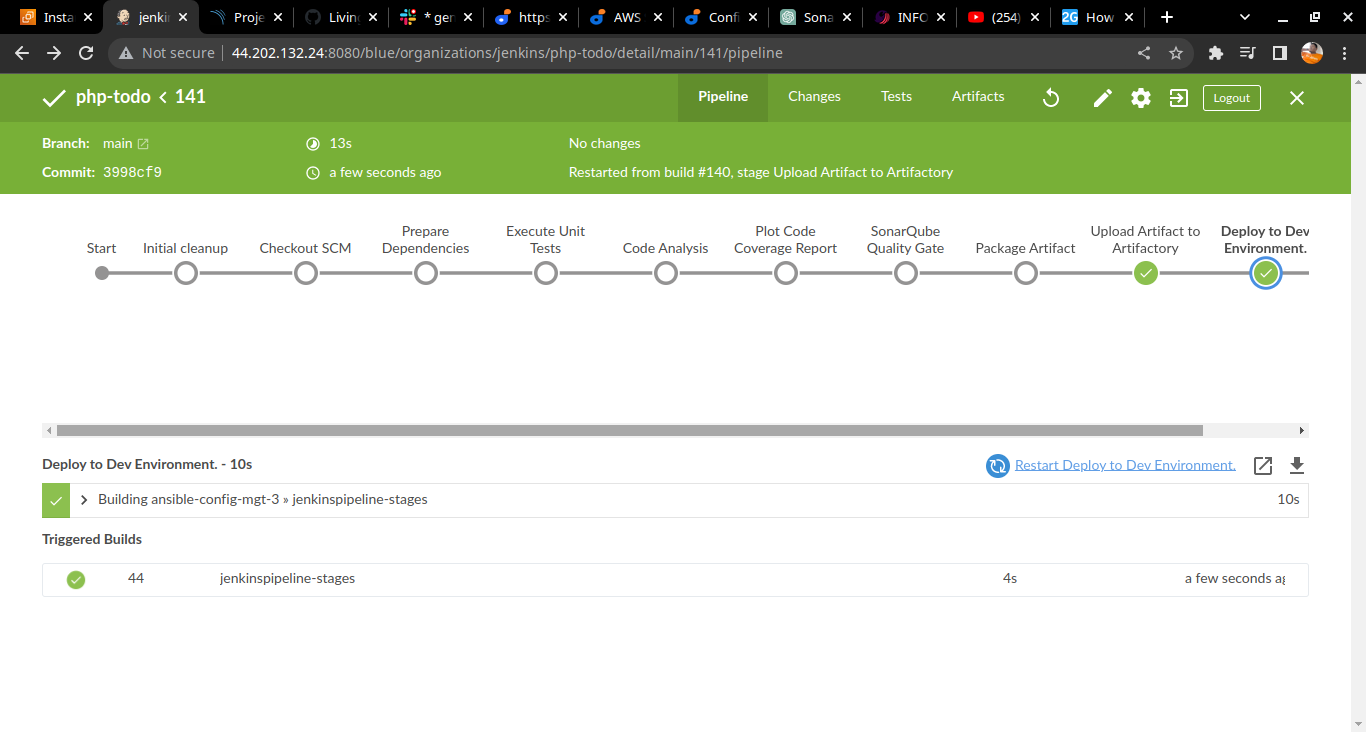 Insta jenkin Proje Living * gen https AWS Confi Sona INFO (254) 2G How
Not secure 44.202.132.24:8080/blue/organizations/jenkins/php-todo/detail/main/141/pipeline
php-todo < 141 Pipeline Changes Tests Artifacts Logout
Branch: main 13s No changes
Commit: 3998cf9 a few seconds ago Restarted from build #140, stage Upload Artifact to Artifactory
Start Initial cleanup Checkout SCM Prepare Dependencies Execute Unit Tests Code Analysis Plot Code Coverage Report SonarQube Quality Gate Package Artifact Upload Artifact to Artifactory Deploy to Dev Environment.
Deploy to Dev Environment. - 10s Restart Deploy to Dev Environment.
Building ansible-config-mgt-3 » jenkinspipeline-stages 10s
Triggered Builds
44 jenkinspipeline-stages 4s a few seconds ag